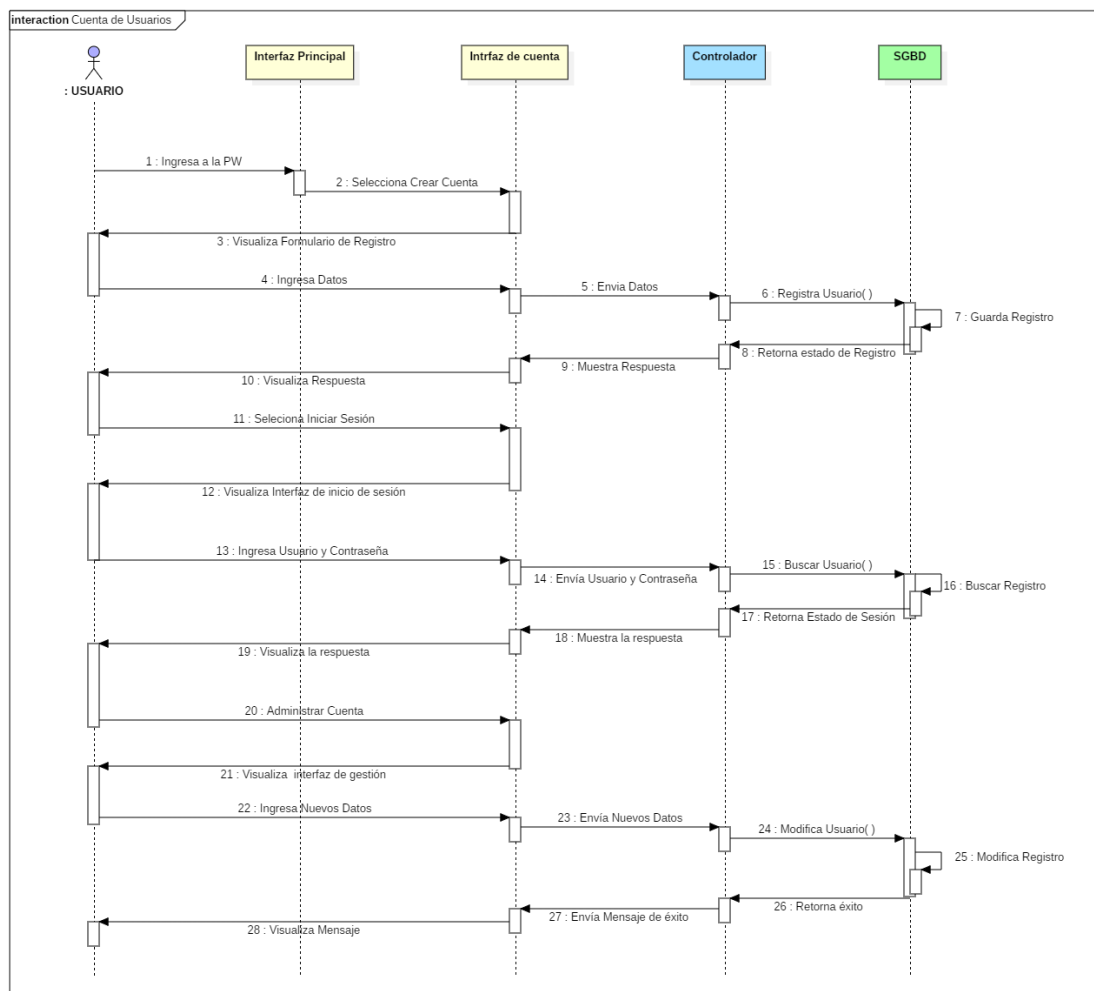 interaction Cuenta de Usuarios
Interfaz Principal
Intrfaz de cuenta
Controlador
SGBD
: USUARIO
1 : Ingresa a la PW
2 : Selecciona Crear Cuenta
3 : Visualiza Formulario de Registro
4 : Ingresa Datos
5 : Envia Datos
6 : Registra Usuario( )
7 : Guarda Registro
8 : Retorna estado de Registro
9 : Muestra Respuesta
10 : Visualiza Respuesta
11 : Seleciona Iniciar Sesión
12 : Visualiza Interfaz de inicio de sesión
13 : Ingresa Usuario y Contraseña
14 : Envía Usuario y Contraseña
15 : Buscar Usuario( )
16 : Buscar Registro
17 : Retorna Estado de Sesión
18 : Muestra la respuesta
19 : Visualiza la respuesta
20 : Administrar Cuenta
21 : Visualiza  interfaz de gestión
22 : Ingresa Nuevos Datos
23 : Envía Nuevos Datos
24 : Modifica Usuario( )
25 : Modifica Registro
26 : Retorna éxito
27 : Envía Mensaje de éxito
28 : Visualiza Mensaje